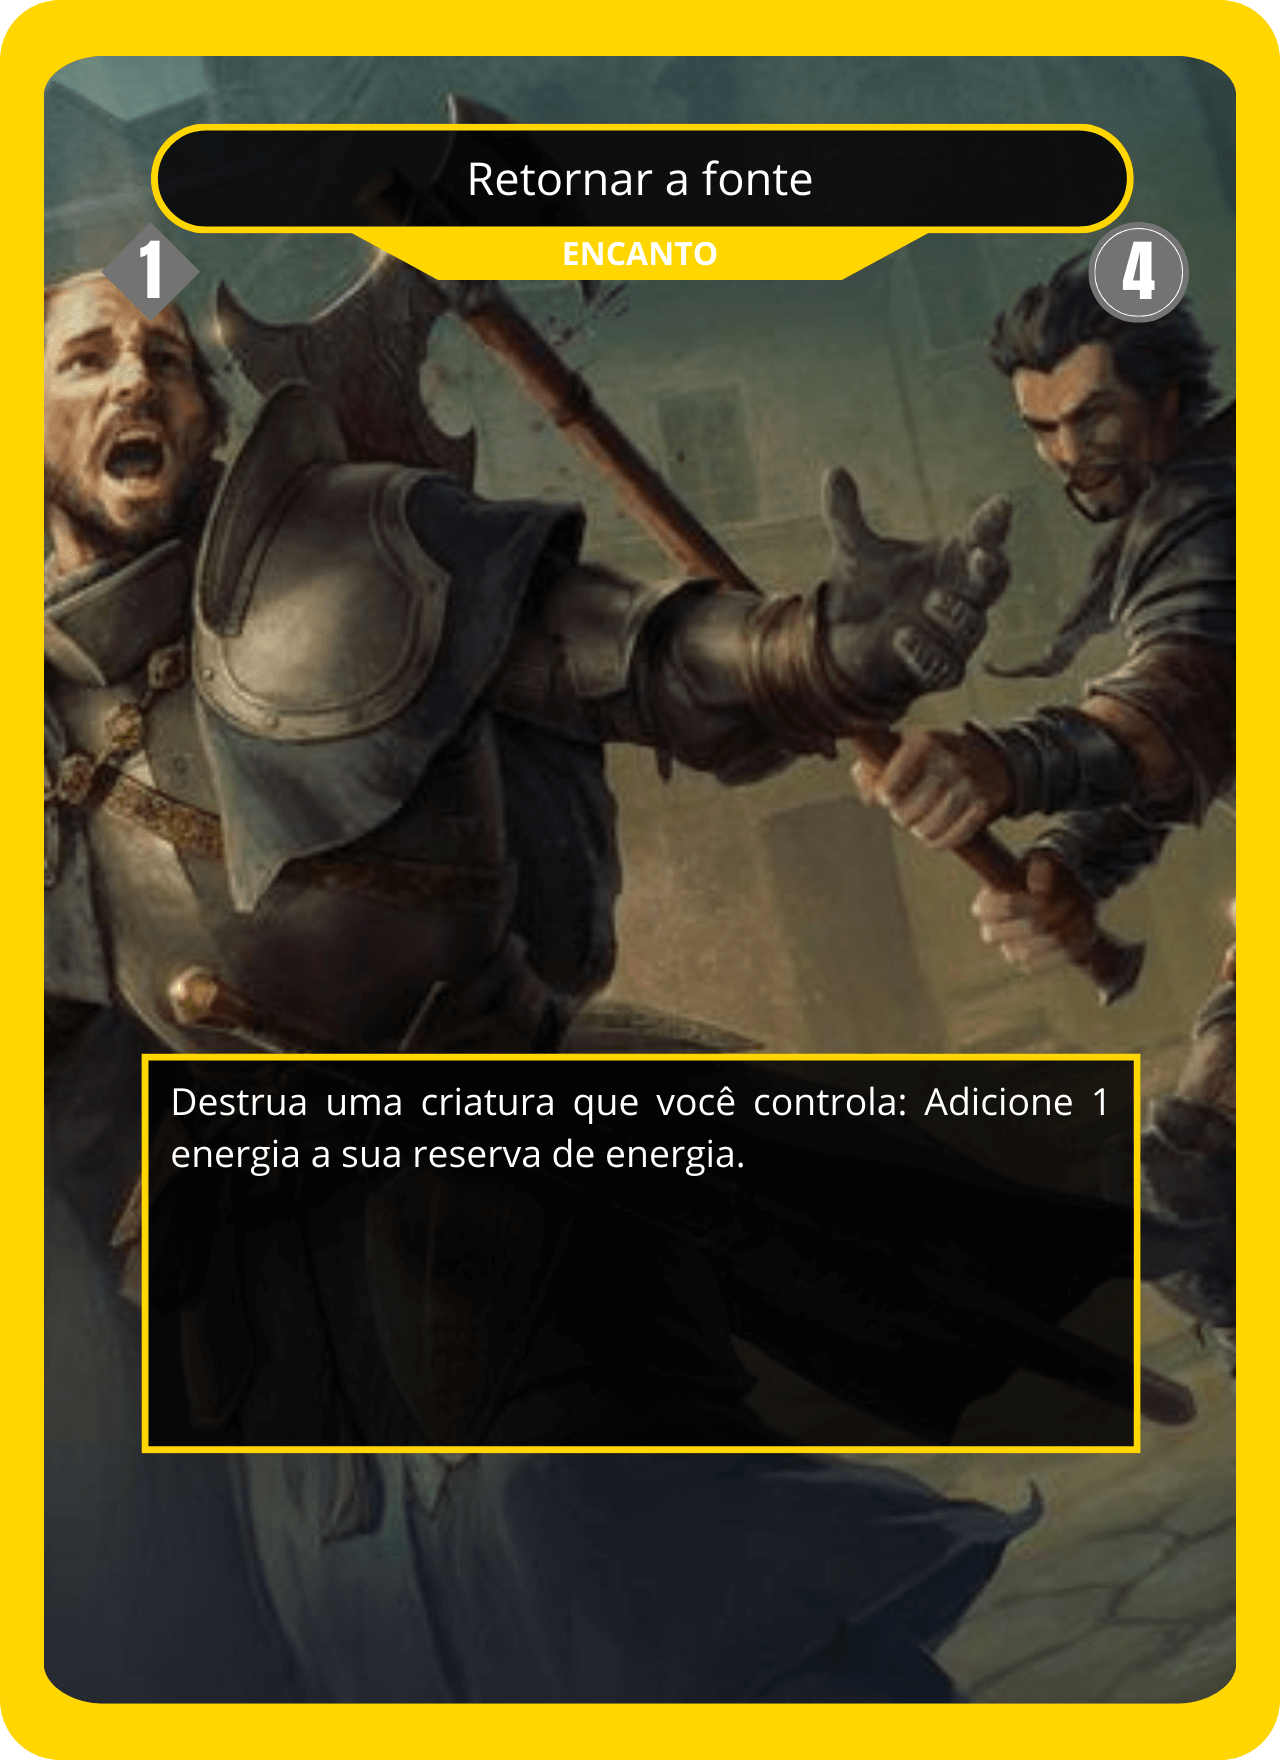 Retornar a fonte
ENCANTO
1
4
Destrua uma criatura que você controla: Adicione 1
energia a sua reserva de energia.